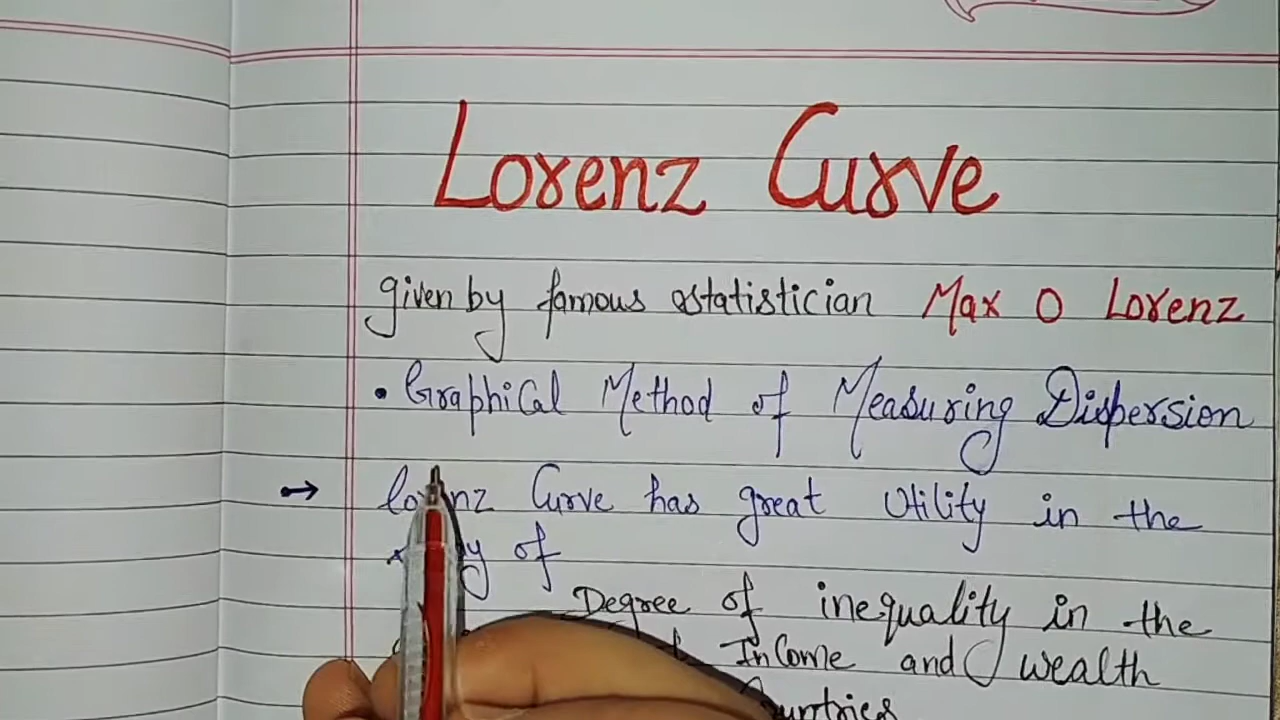 Lorenz Curve
given by famous statistician Max O Lorenz
• Graphical Method of Measuring Dispersion
→ Lorenz Curve has great Utility in the
of
Degree of inequality in the
Income and wealth